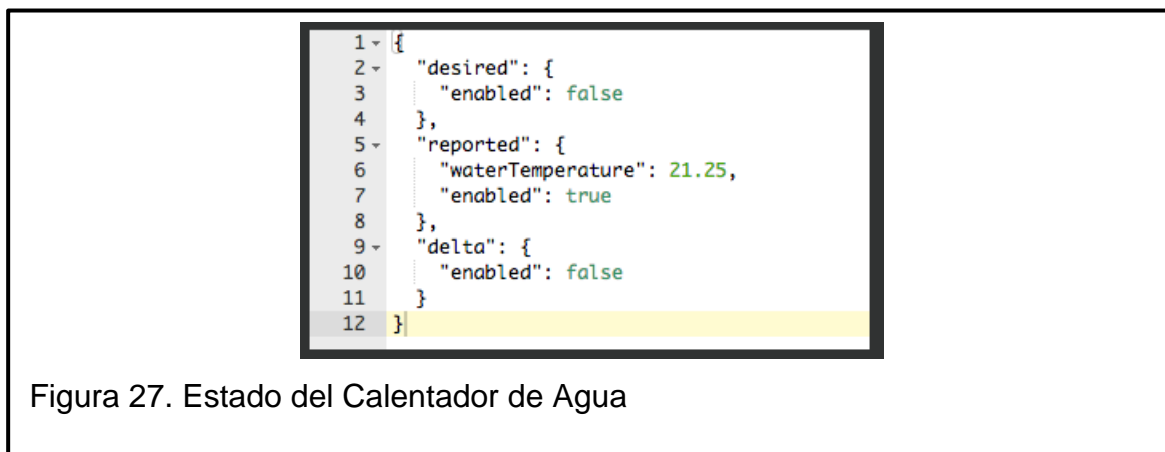 1 {
2 "desired": {
3 "enabled": false
4 },
5 "reported": {
6 "waterTemperature": 21.25,
7 "enabled": true
8 },
9 "delta": {
10 "enabled": false
11 }
12 }
Figura 27. Estado del Calentador de Agua